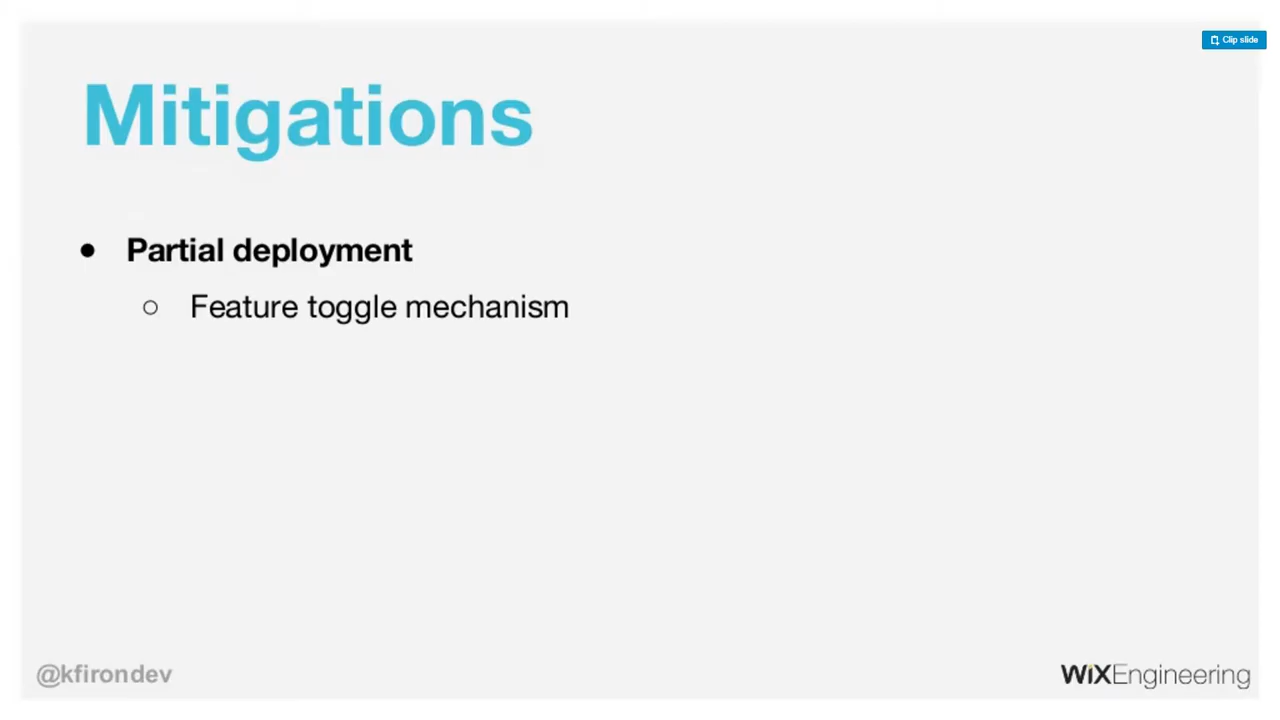 Clip slide
Mitigations
● Partial deployment
○ Feature toggle mechanism
@kfirondev
WiXEngineering